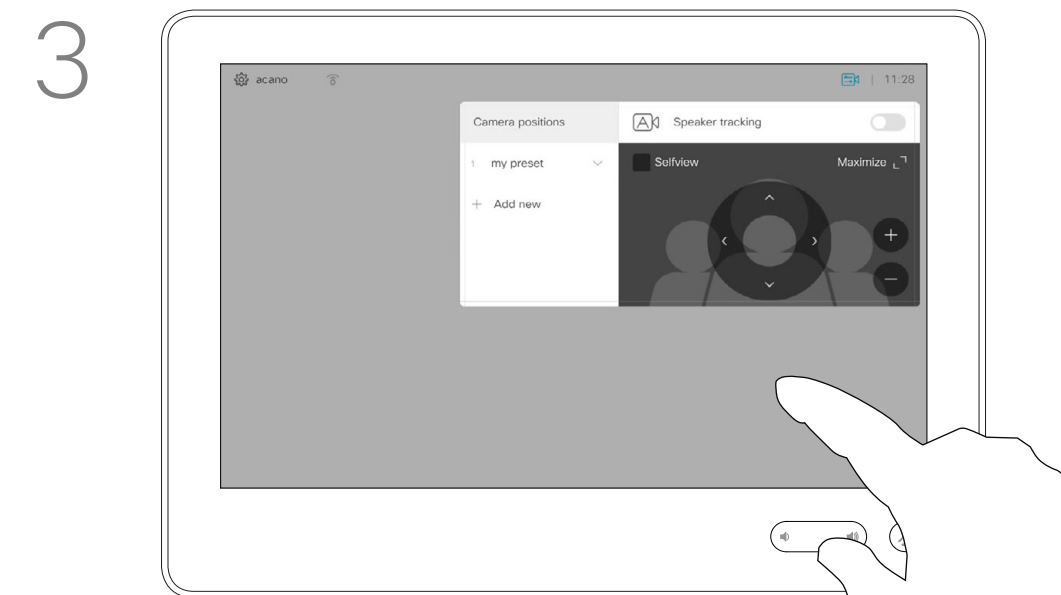 3
acano
11:28
Camera positions
Speaker tracking
1 my preset
Selfview
Maximize
+ Add new